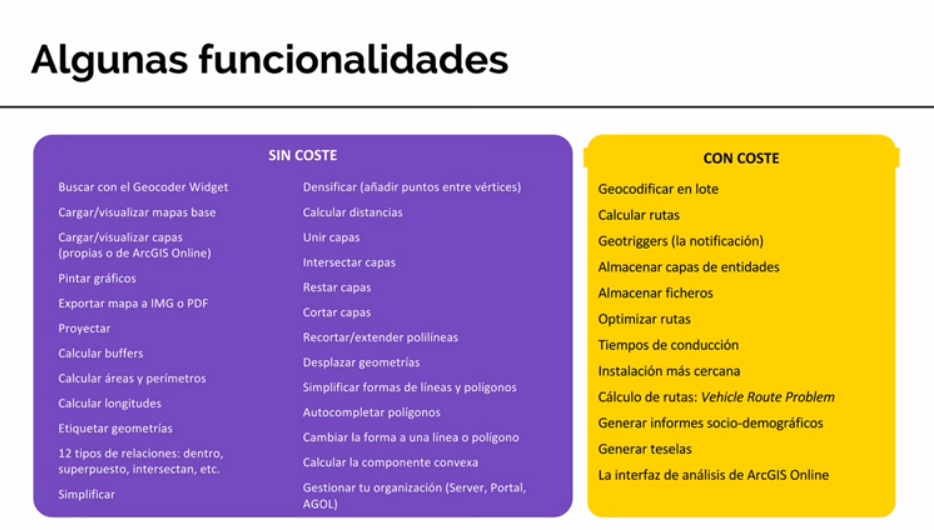 Algunas funcionalidades
SIN COSTE
Buscar con el Geocoder Widget
Cargar/visualizar mapas base
Cargar/visualizar capas
(propias o de ArcGIS Online)
Pintar gráficos
Exportar mapa a IMG o PDF
Proyectar
Calcular buffers
Calcular áreas y perímetros
Calcular longitudes
Etiquetar geometrías
12 tipos de relaciones: dentro,
superpuesto, intersectan, etc.
Simplificar
Densificar (añadir puntos entre vértices)
Calcular distancias
Unir capas
Intersectar capas
Restar capas
Cortar capas
Recortar/extender polilíneas
Desplazar geometrías
Simplificar formas de líneas y polígonos
Autocompletar polígonos
Cambiar la forma a una línea o polígono
Calcular la componente convexa
Gestionar tu organización (Server, Portal,
AGOL)
CON COSTE
Geocodificar en lote
Calcular rutas
Geotriggers (la notificación)
Almacenar capas de entidades
Almacenar ficheros
Optimizar rutas
Tiempos de conducción
Instalación más cercana
Cálculo de rutas: Vehicle Route Problem
Generar informes socio-demográficos
Generar teselas
La interfaz de análisis de ArcGIS Online